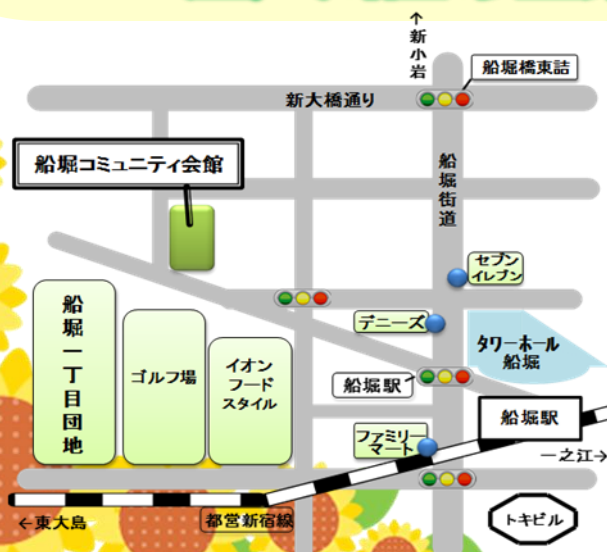 ↑新小岩
船堀橋東詰
新大橋通り
船堀コミュニティ会館
船堀街道
セブン
イレブン
船堀一丁目団地
ゴルフ場
イオン
フード
スタイル
デニーズ
タワーホール
船堀
船堀駅
船堀駅
ファミリー
マート
一之江→
←東大島
都営新宿線
トキビル